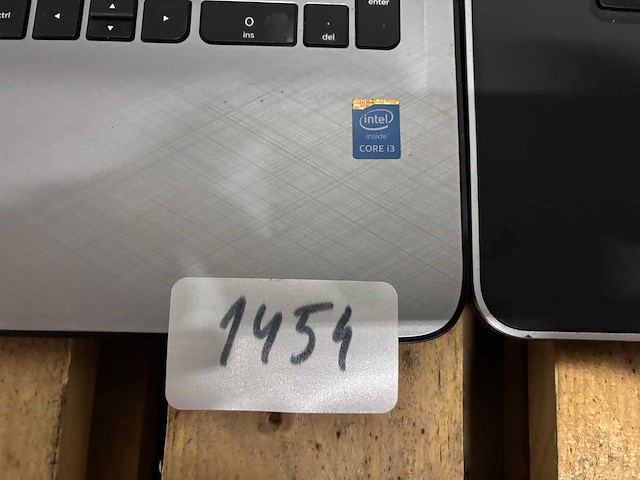 ctrl
0
ins
.
del
enter
intel
inside
CORE i3
1454